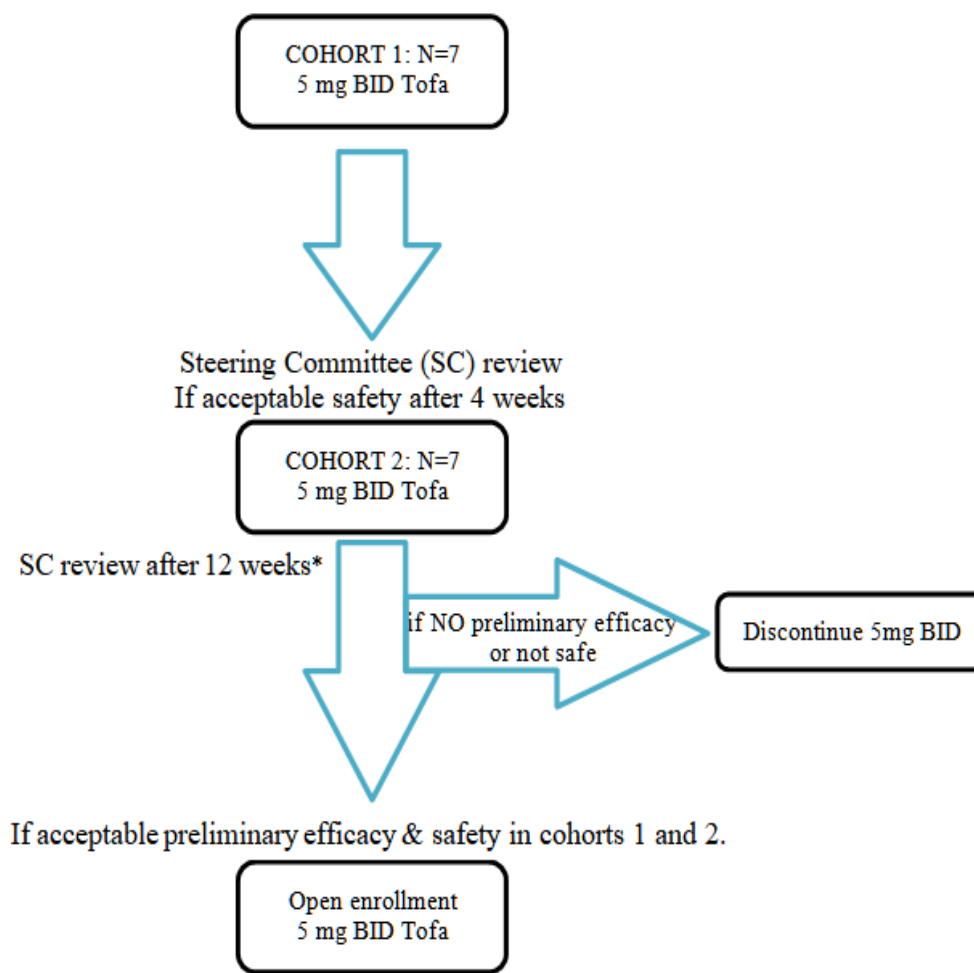 COHORT 1: N=7
5 mg BID Tofa
Steering Committee (SC) review
If acceptable safety after 4 weeks
COHORT 2: N=7
5 mg BID Tofa
SC review after 12 weeks*
if NO preliminary efficacy
or not safe
Discontinue 5mg BID
If acceptable preliminary efficacy & safety in cohorts 1 and 2.
Open enrollment
5 mg BID Tofa